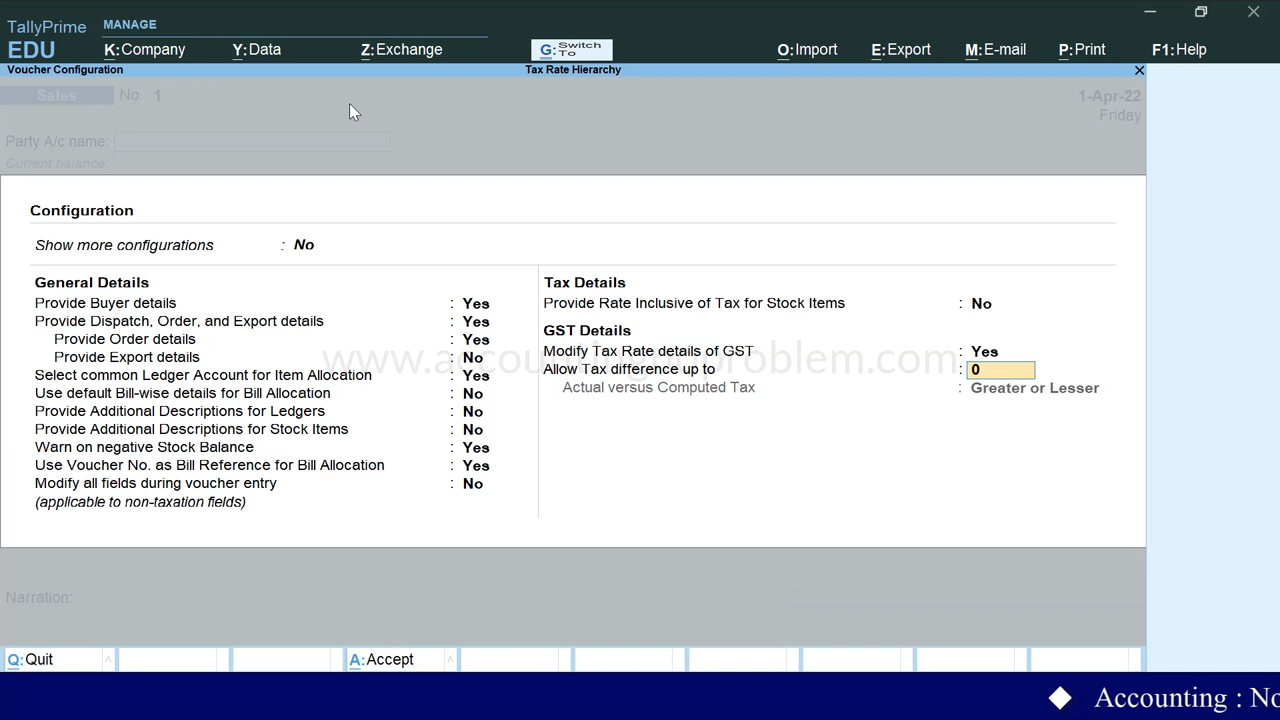 TallyPrime
EDU
MANAGE
K:Company
Y:Data
Z:Exchange
G: Switch To
O:Import
E:Export
M:E-mail
P:Print
F1:Help
Voucher Configuration
Tax Rate Hierarchy
Sales No. 1
1-Apr-22
Friday
Party A/c name:
Current balance:
Configuration
Show more configurations : No
General Details
Provide Buyer details : Yes
Provide Dispatch, Order, and Export details : Yes
Provide Order details : Yes
Provide Export details : No
Select common Ledger Account for Item Allocation : Yes
Use default Bill-wise details for Bill Allocation : No
Provide Additional Descriptions for Ledgers : No
Provide Additional Descriptions for Stock Items : No
Warn on negative Stock Balance : Yes
Use Voucher No. as Bill Reference for Bill Allocation : Yes
Modify all fields during voucher entry : No
(applicable to non-taxation fields)
Tax Details
Provide Rate Inclusive of Tax for Stock Items : No
GST Details
Modify Tax Rate details of GST : Yes
Allow Tax difference up to : 0
Actual versus Computed Tax : Greater or Lesser
www.accountingnoproblem.com
Narration:
Q:Quit
A:Accept
◆ Accounting : No